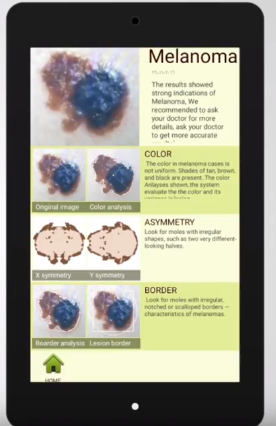 Melanoma
The results showed
strong indications of
Melanoma, We
recommended to ask
your doctor for more
details, ask your doctor
to get more accurate
COLOR
The color in melanoma cases is
not uniform. Shades of tan, brown,
and black are present. The color
Anlayses shown, the system
evaluate the the color and its
Original image
Color analysis
ASYMMETRY
Look for moles with irregular
shapes, such as two very different-
looking halves.
X symmetry
Y symmetry
BORDER
Look for moles with irregular,
notched or scalloped borders —
characteristics of melanomas.
Boarder analysis
Lesion border
HOME